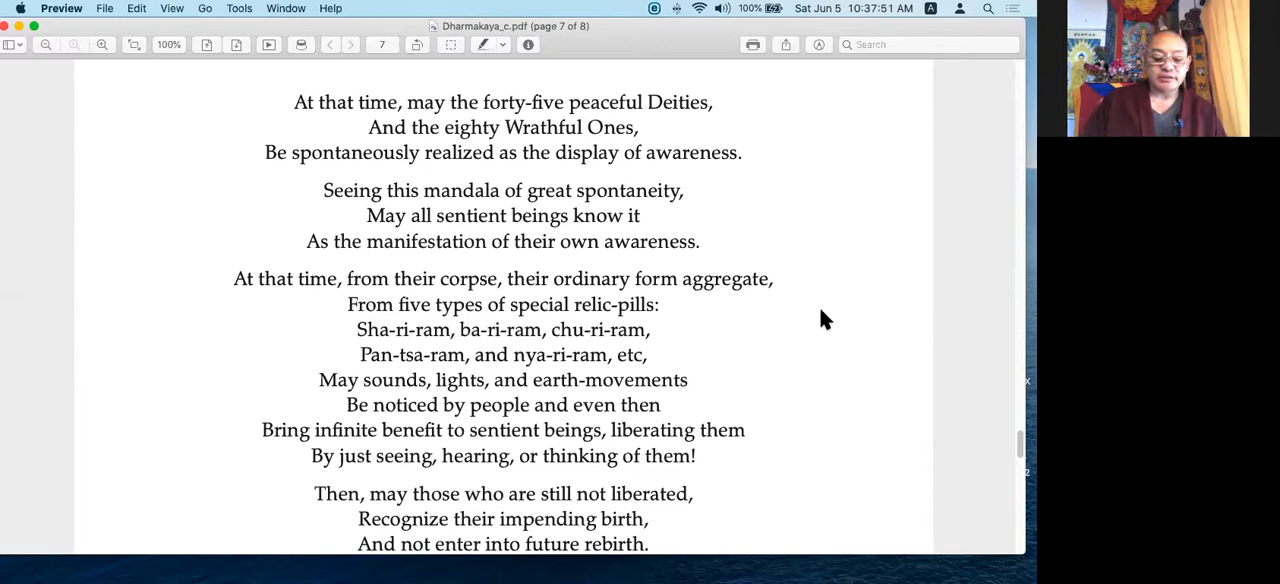 Preview File Edit View Go Tools Window Help 100% Sat Jun 5 10:37:51 AM A
Dharmakaya_c.pdf (page 7 of 8)
100% 7 Search
At that time, may the forty-five peaceful Deities,
And the eighty Wrathful Ones,
Be spontaneously realized as the display of awareness.
Seeing this mandala of great spontaneity,
May all sentient beings know it
As the manifestation of their own awareness.
At that time, from their corpse, their ordinary form aggregate,
From five types of special relic-pills:
Sha-ri-ram, ba-ri-ram, chu-ri-ram,
Pan-tsa-ram, and nya-ri-ram, etc,
May sounds, lights, and earth-movements
Be noticed by people and even then
Bring infinite benefit to sentient beings, liberating them
By just seeing, hearing, or thinking of them!
Then, may those who are still not liberated,
Recognize their impending birth,
And not enter into future rebirth.
x
2